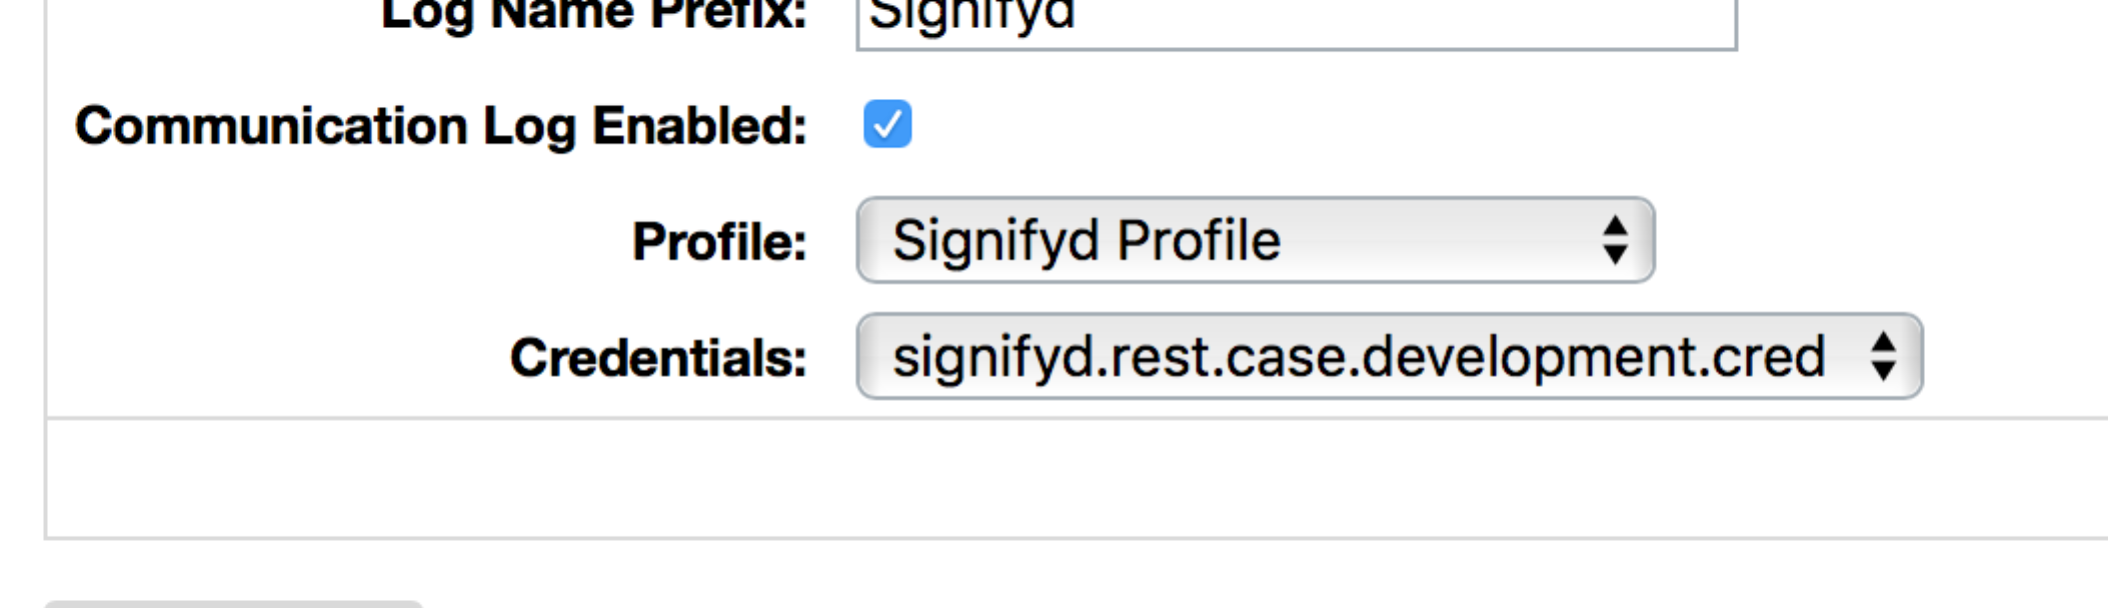 Log Name Prefix: Signifyd
Communication Log Enabled:
Profile: Signifyd Profile
Credentials: signifyd.rest.case.development.cred